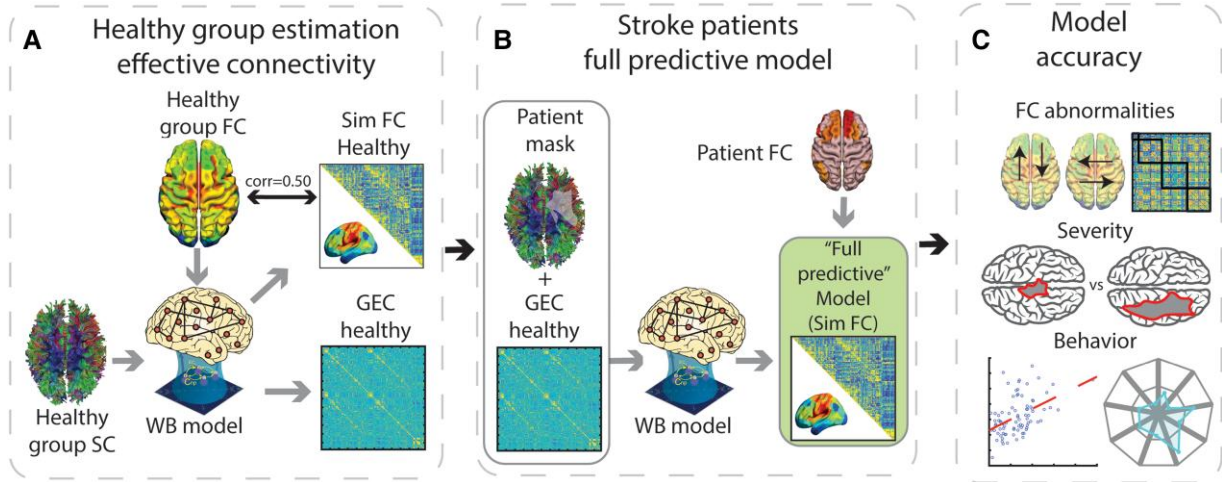 A
Healthy group estimation
effective connectivity
Healthy
group FC
Sim FC
Healthy
corr=0.50
Healthy
group SC
WB model
GEC
healthy
B
Stroke patients
full predictive model
Patient
mask
+
GEC
healthy
WB model
Patient FC
“Full
predictive”
Model
(Sim FC)
C
Model
accuracy
FC abnormalities
Severity
vs
Behavior